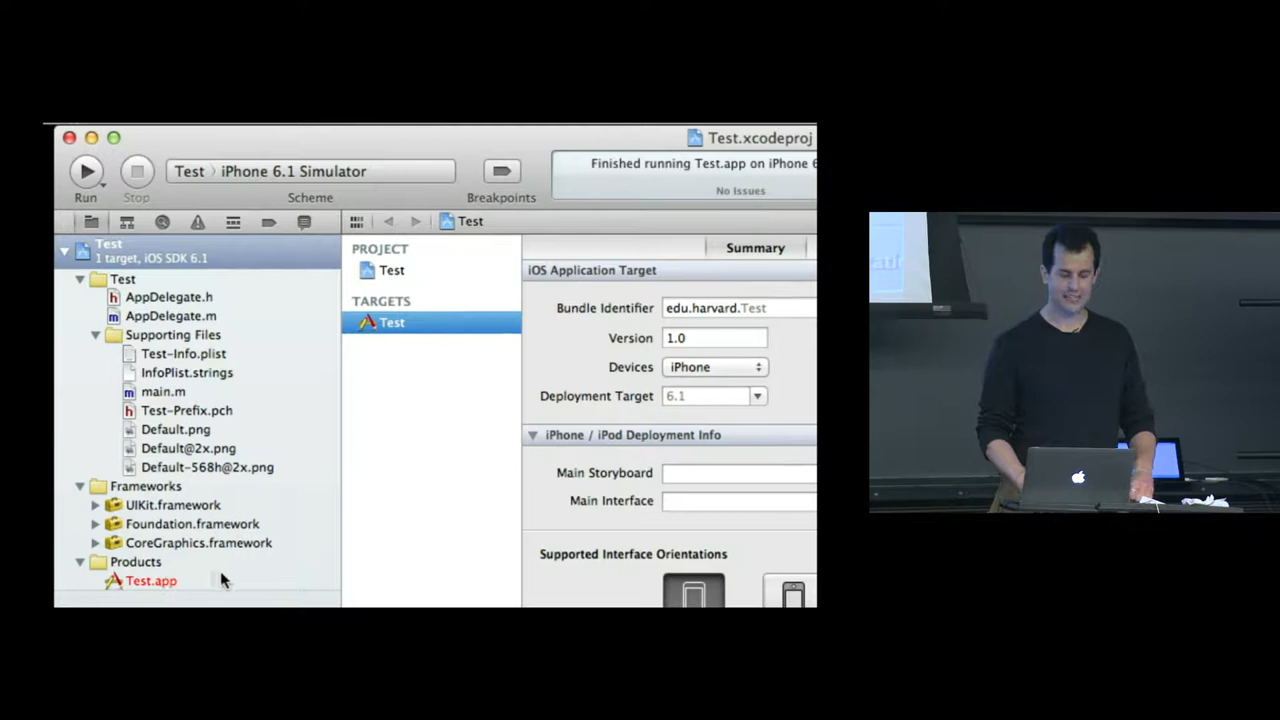 Test.xcodeproj
Test 〉 iPhone 6.1 Simulator
Finished running Test.app on iPhone 6
No Issues
Run
Stop
Scheme
Breakpoints
Test
Test
1 target, iOS SDK 6.1
Test
AppDelegate.h
AppDelegate.m
Supporting Files
Test-Info.plist
InfoPlist.strings
main.m
Test-Prefix.pch
Default.png
Default@2x.png
Default-568h@2x.png
Frameworks
UIKit.framework
Foundation.framework
CoreGraphics.framework
Products
Test.app
PROJECT
Test
TARGETS
Test
Summary
iOS Application Target
Bundle Identifier edu.harvard.Test
Version 1.0
Devices iPhone
Deployment Target 6.1
iPhone / iPod Deployment Info
Main Storyboard
Main Interface
Supported Interface Orientations